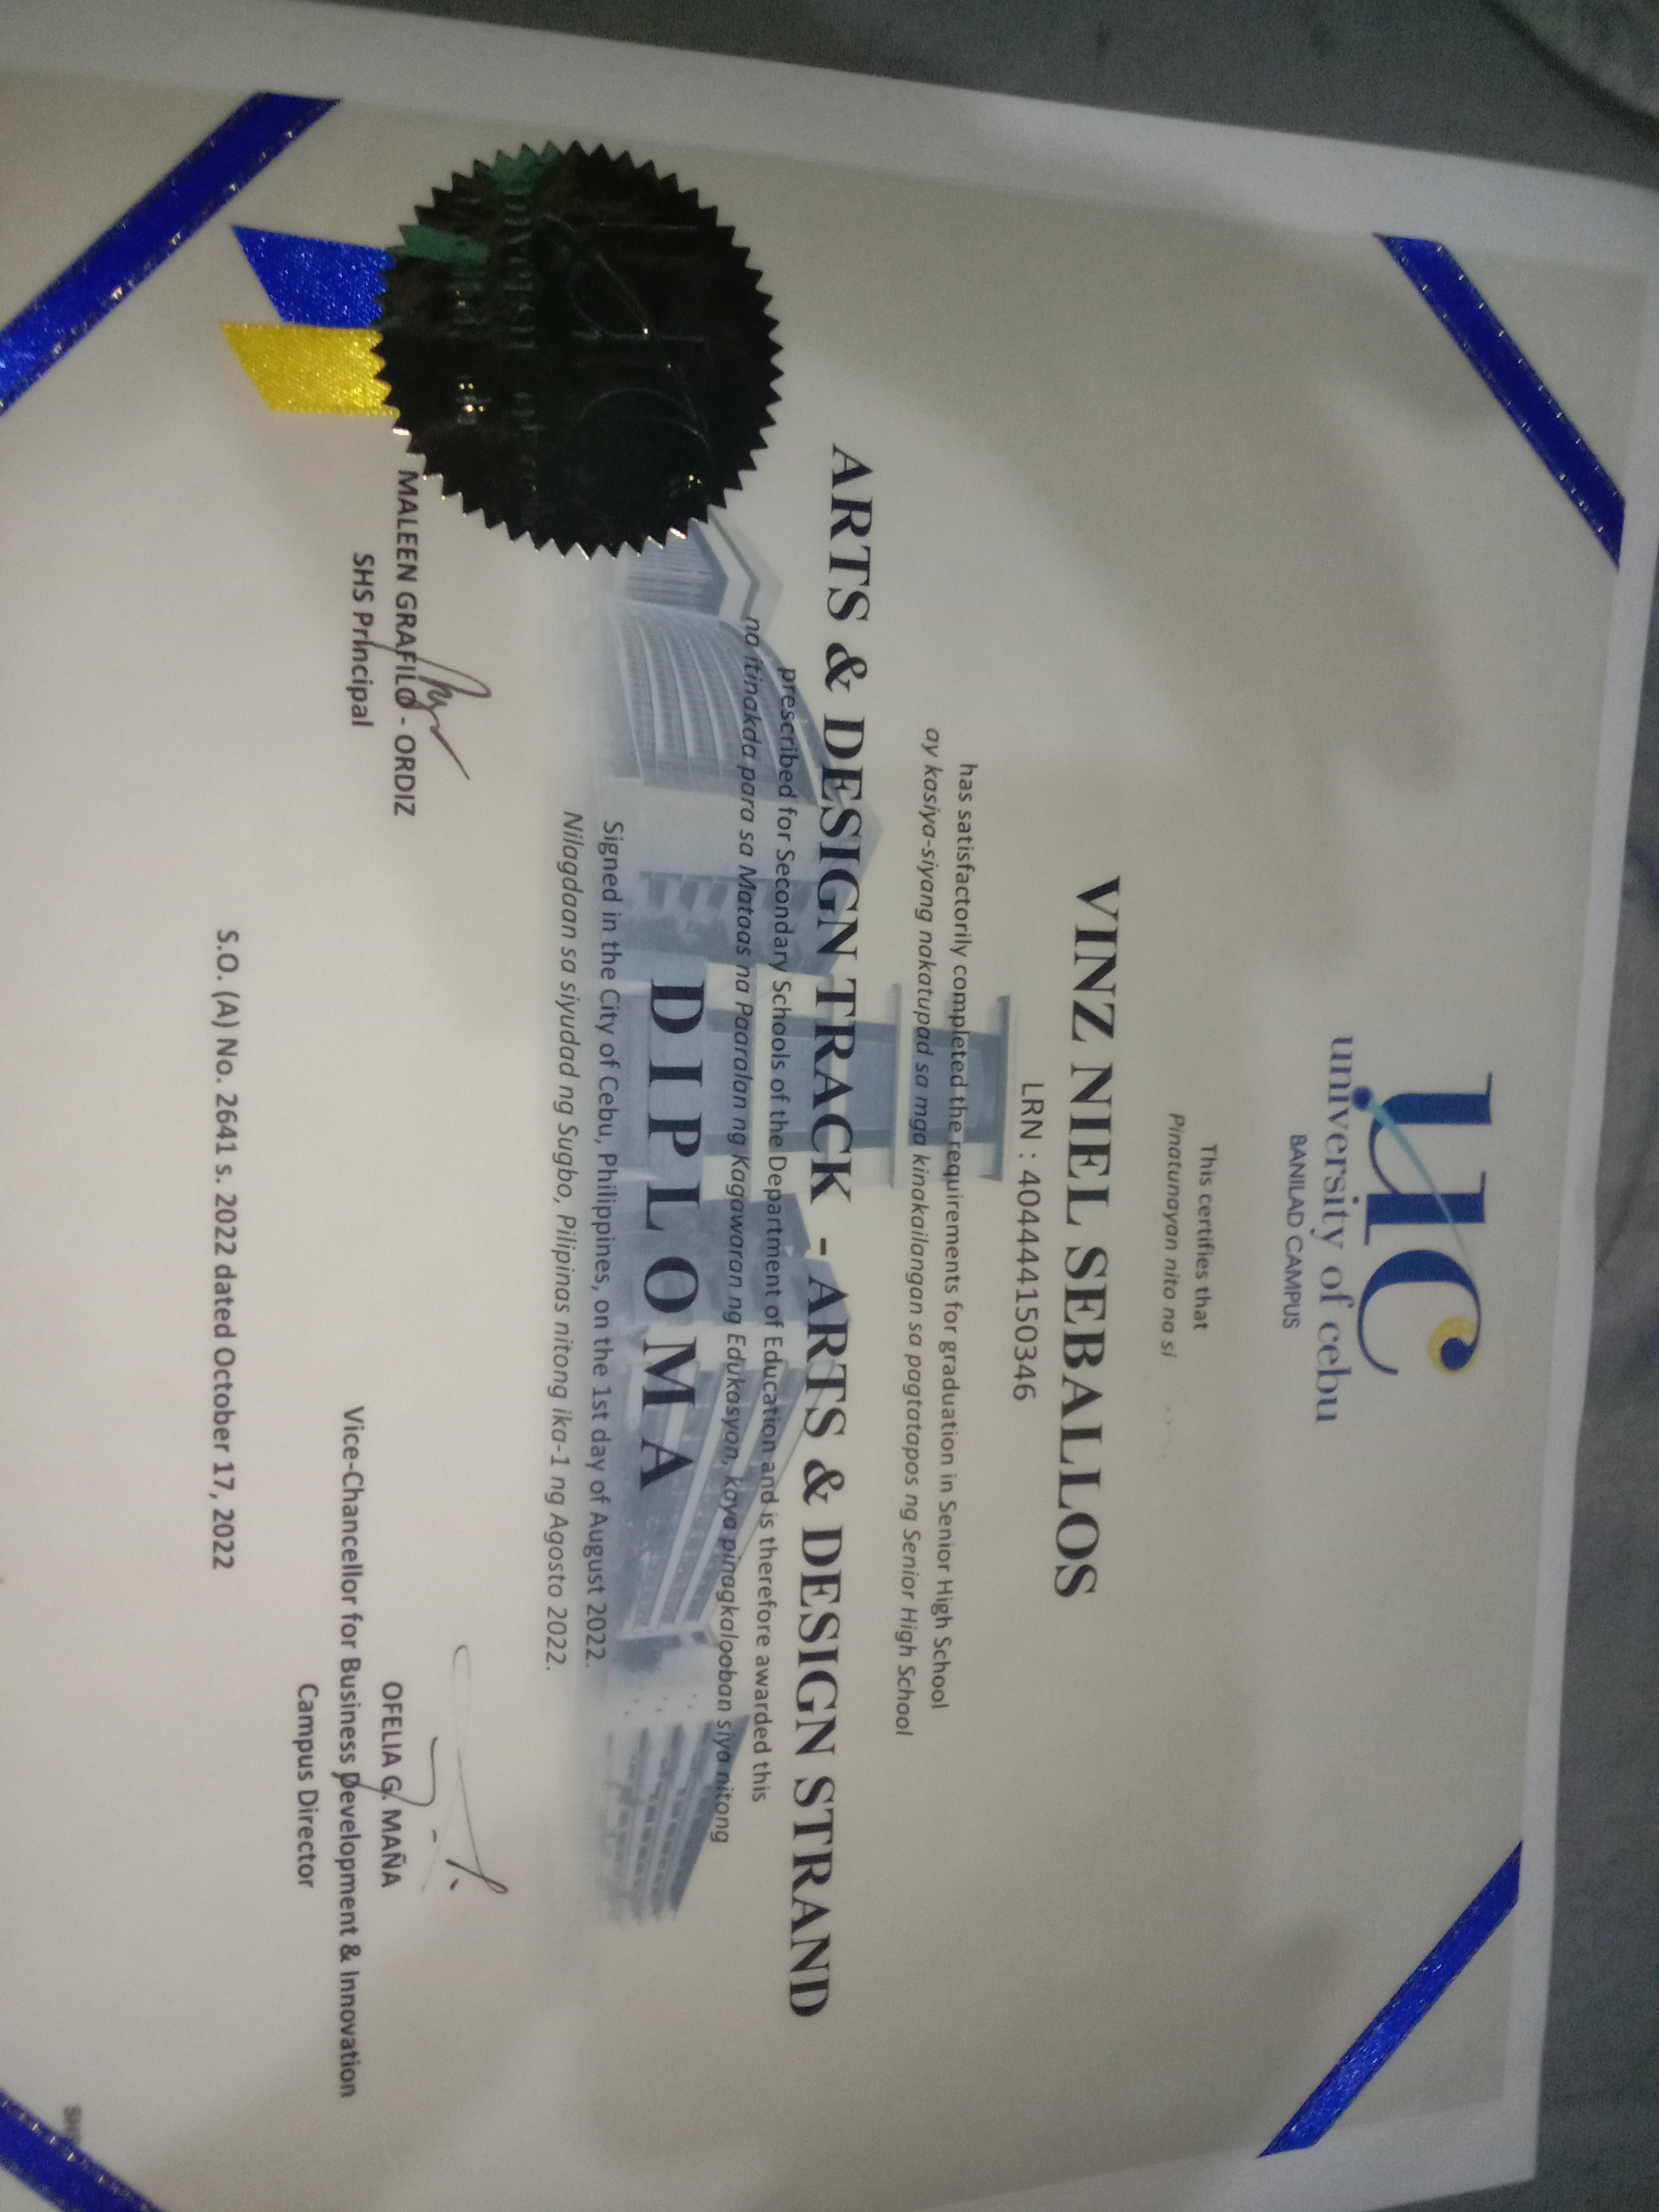 UC
university of cebu
BANILAD CAMPUS
This certifies that
Pinatunayan nito na si
VINZ NIEL SEBALLOS
LRN : 404444150346
has satisfactorily completed the requirements for graduation in Senior High School
ay kasiya-siyang nakatupad sa mga kinakailangan sa pagtatapos ng Senior High School
ARTS & DESIGN TRACK - ARTS & DESIGN STRAND
prescribed for Secondary Schools of the Department of Education and is therefore awarded this
na itinakda para sa Mataas na Paaralan ng Kagawaran ng Edukasyon, kaya pinagkalooban siya nitong
DIPLOMA
Signed in the City of Cebu, Philippines, on the 1st day of August 2022.
Nilagdaan sa siyudad ng Sugbo, Pilipinas nitong ika-1 ng Agosto 2022.
MALEEN GRAFILO - ORDIZ
SHS Principal
OFELIA G. MAÑA
Vice-Chancellor for Business Development & Innovation
Campus Director
S.O. (A) No. 2641 s. 2022 dated October 17, 2022